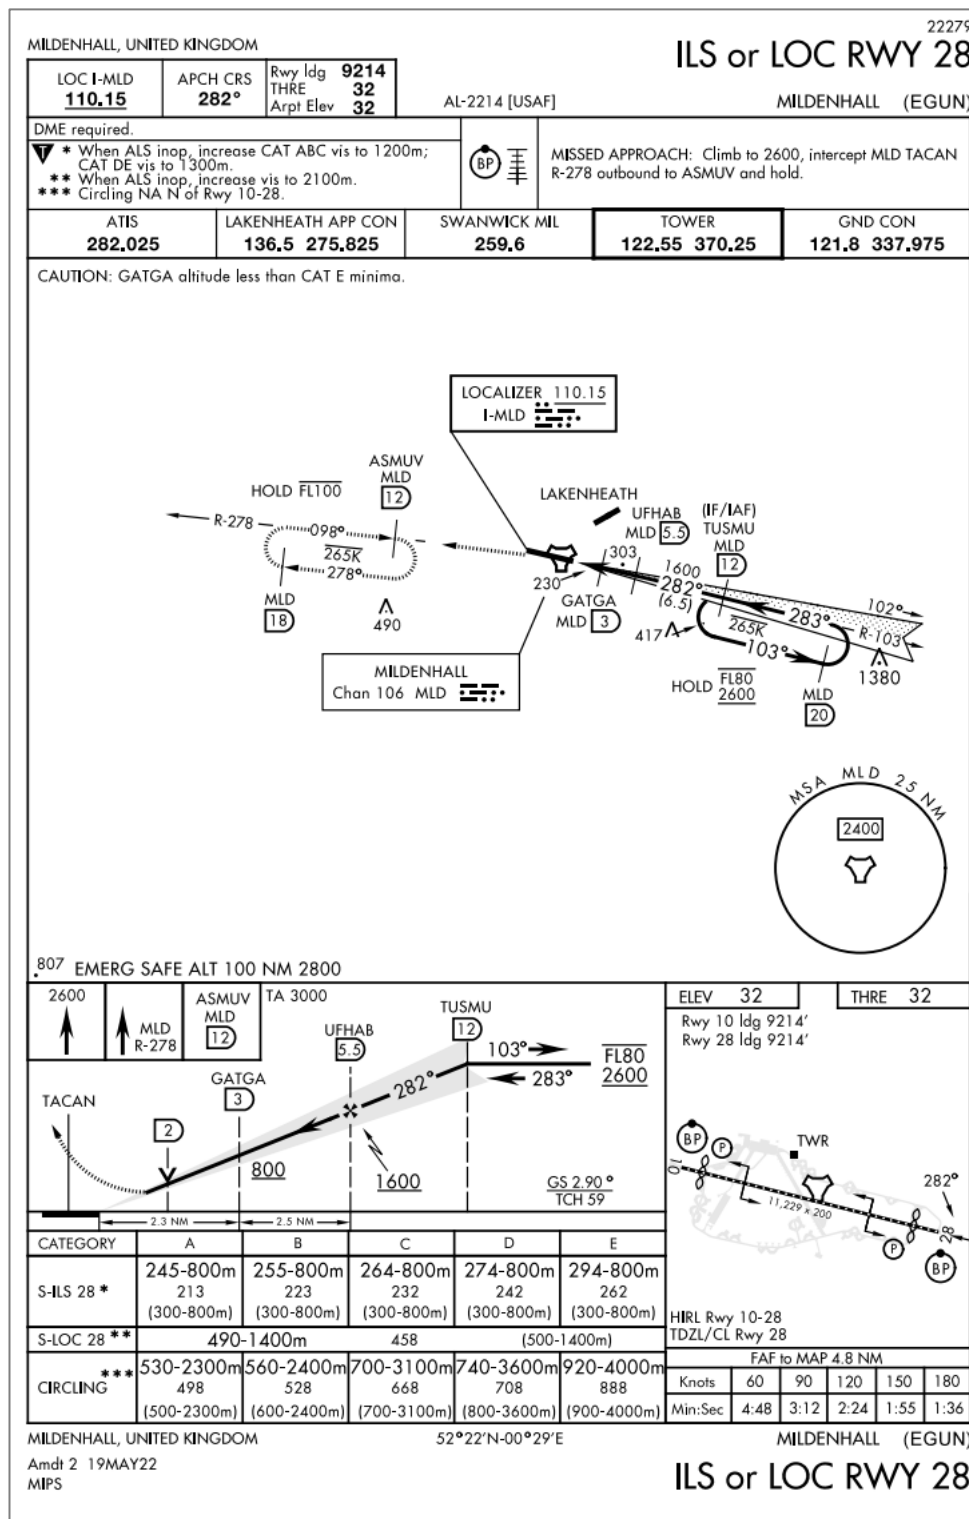 22279
MILDENHALL, UNITED KINGDOM
ILS or LOC RWY 28
LOC I-MLD
110.15
APCH CRS
282°
Rwy ldg 9214
THRE 32
Arpt Elev 32
AL-2214 [USAF]
MILDENHALL (EGUN)
DME required.
T * When ALS inop, increase CAT ABC vis to 1200m;
CAT DE vis to 1300m.
** When ALS inop, increase vis to 2100m.
*** Circling NA N of Rwy 10-28.
BP
MISSED APPROACH: Climb to 2600, intercept MLD TACAN
R-278 outbound to ASMUV and hold.
ATIS
282.025
LAKENHEATH APP CON
136.5 275.825
SWANWICK MIL
259.6
TOWER
122.55 370.25
GND CON
121.8 337.975
CAUTION: GATGA altitude less than CAT E minima.
LOCALIZER 110.15
I-MLD
ASMUV
MLD
12
HOLD FL100
R-278
098°
265K
278°
MLD
18
490
LAKENHEATH
UFHAB
MLD 5.5
(IF/IAF)
TUSMU
MLD
12
303
230
1600
282°
(6.5)
GATGA
MLD 3
417
283°
265K
103°
102°
R-103
1380
HOLD FL80
2600
MLD
20
MILDENHALL
Chan 106 MLD
MSA MLD 25 NM
2400
807
EMERG SAFE ALT 100 NM 2800
2600
MLD
R-278
ASMUV
MLD
12
TA 3000
TUSMU
12
UFHAB
5.5
GATGA
3
TACAN
2
103°
283°
FL80
2600
282°
800
1600
GS 2.90°
TCH 59
2.3 NM
2.5 NM
ELEV 32
THRE 32
Rwy 10 ldg 9214'
Rwy 28 ldg 9214'
BP
P
TWR
10
11,229 x 200
282°
28
P
BP
HIRL Rwy 10-28
TDZL/CL Rwy 28
CATEGORY A B C D E
S-ILS 28 *
245-800m 255-800m 264-800m 274-800m 294-800m
213 223 232 242 262
(300-800m) (300-800m) (300-800m) (300-800m) (300-800m)
S-LOC 28 ** 490-1400m 458 (500-1400m)
CIRCLING ***
530-2300m 560-2400m 700-3100m 740-3600m 920-4000m
498 528 668 708 888
(500-2300m) (600-2400m) (700-3100m) (800-3600m) (900-4000m)
FAF to MAP 4.8 NM
Knots 60 90 120 150 180
Min:Sec 4:48 3:12 2:24 1:55 1:36
MILDENHALL, UNITED KINGDOM
52°22'N-00°29'E
MILDENHALL (EGUN)
Amdt 2 19MAY22
MIPS
ILS or LOC RWY 28